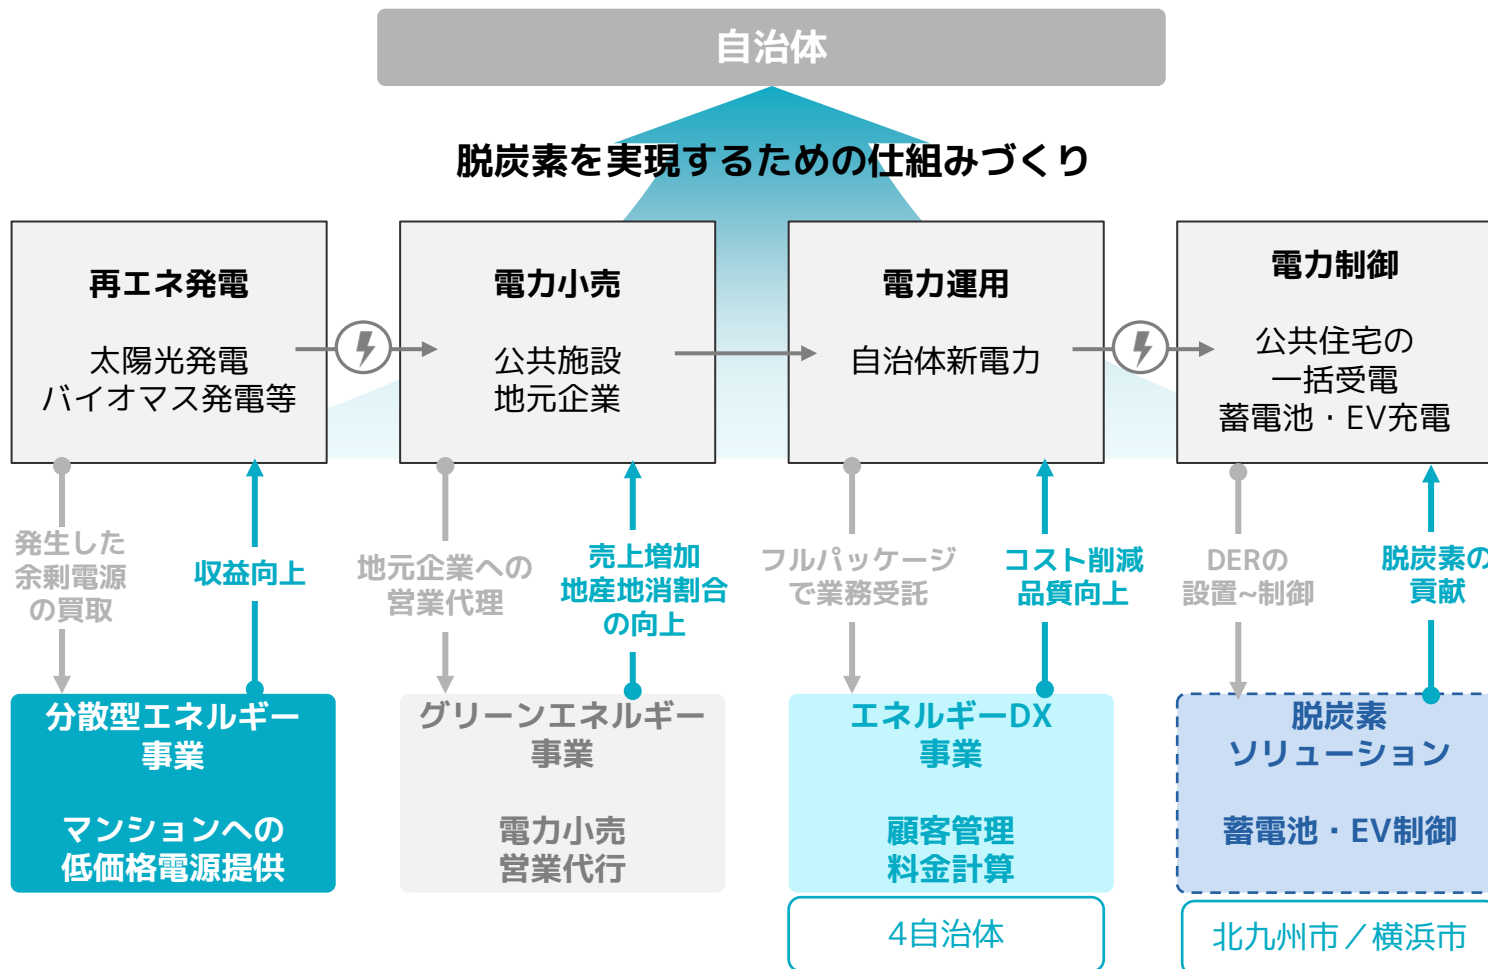 自治体
脱炭素を実現するための仕組みづくり
再エネ発電
太陽光発電
バイオマス発電等
電力小売
公共施設
地元企業
電力運用
自治体新電力
電力制御
公共住宅の
一括受電
蓄電池・EV充電
発生した
余剰電源
の買取
収益向上
地元企業への
営業代理
売上増加
地産地消割合
の向上
フルパッケージ
で業務受託
コスト削減
品質向上
DERの
設置~制御
脱炭素の
貢献
分散型エネルギー
事業
マンションへの
低価格電源提供
グリーンエネルギー
事業
電力小売
営業代行
エネルギーDX
事業
顧客管理
料金計算
脱炭素
ソリューション
蓄電池・EV制御
4自治体
北九州市／横浜市